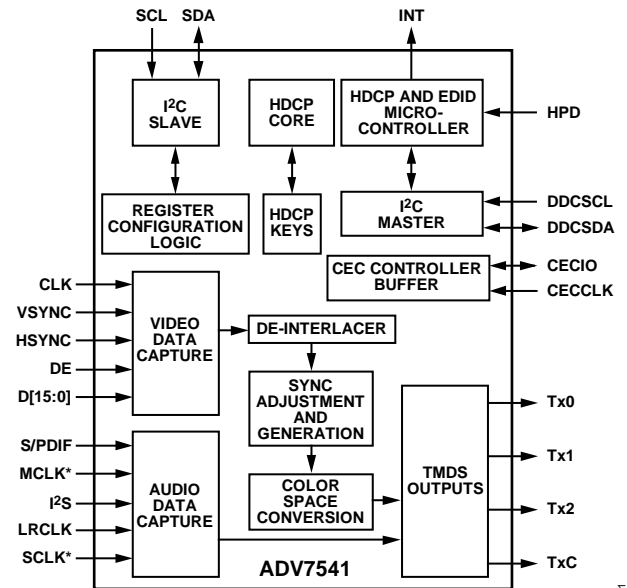 SCL SDA INT
I²C
SLAVE
HDCP
CORE
HDCP AND EDID
MICRO-
CONTROLLER
HPD
REGISTER
CONFIGURATION
LOGIC
HDCP
KEYS
I²C
MASTER
DDCSCL
DDCSDA
CEC CONTROLLER
BUFFER
CECIO
CECCLK
CLK
VSYNC
HSYNC
DE
D[15:0]
VIDEO
DATA
CAPTURE
DE-INTERLACER
SYNC
ADJUSTMENT
AND
GENERATION
S/PDIF
MCLK*
I²S
LRCLK
SCLK*
AUDIO
DATA
CAPTURE
COLOR
SPACE
CONVERSION
TMDS
OUTPUTS
Tx0
Tx1
Tx2
TxC
ADV7541